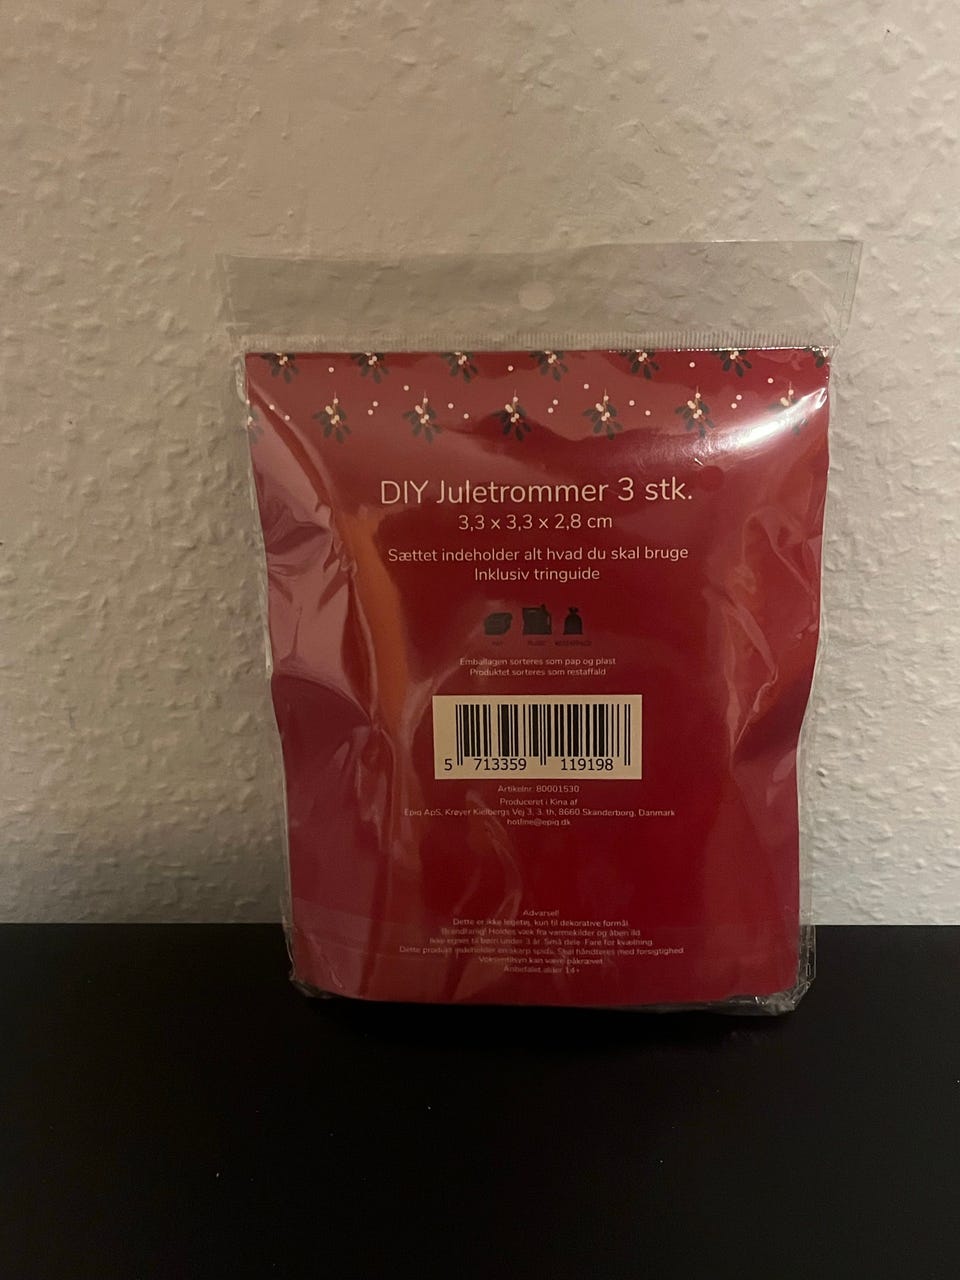 DIY Juletrommer 3 stk.
3,3 x 3,3 x 2,8 cm
Sættet indeholder alt hvad du skal bruge
Inklusiv tringuide
PAP PLAST RESTAFFALD
Emballagen sorteres som pap og plast
Produktet sorteres som restaffald
5 713359 119198
Artikelnr. 80001530
Produceret i Kina af
Epiq ApS, Krøyer Kielbergs Vej 3, 3. th, 8660 Skanderborg, Danmark
hotline@epiq.dk
Advarsel!
Dette er ikke legetøj, kun til dekorative formål.
Brandfarlig! Holdes væk fra varmekilder og åben ild.
Ikke egnet til børn under 3 år. Små dele. Fare for kvælning.
Dette produkt indeholder en skarp spids. Skal håndteres med forsigtighed.
Voksentilsyn kan være påkrævet.
Anbefalet alder 14+